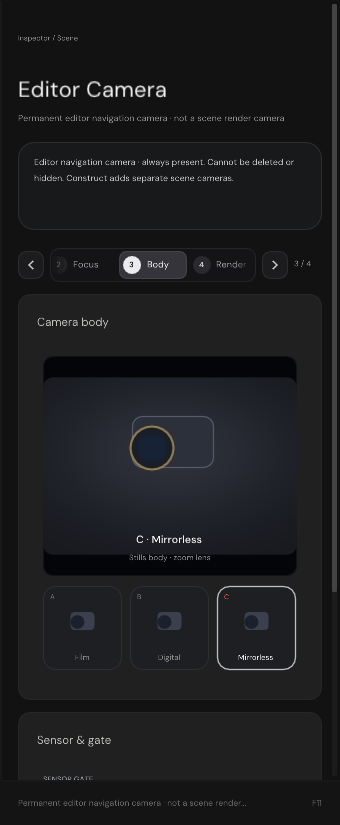 Inspector / Scene
Editor Camera
Permanent editor navigation camera · not a scene render camera
Editor navigation camera · always present. Cannot be deleted or
hidden. Construct adds separate scene cameras.
2 Focus 3 Body 4 Render 3 / 4
Camera body
C · Mirrorless
Stills body · zoom lens
A B C
Film Digital Mirrorless
Sensor & gate
SENSOR GATE
Permanent editor navigation camera · not a scene render... F11